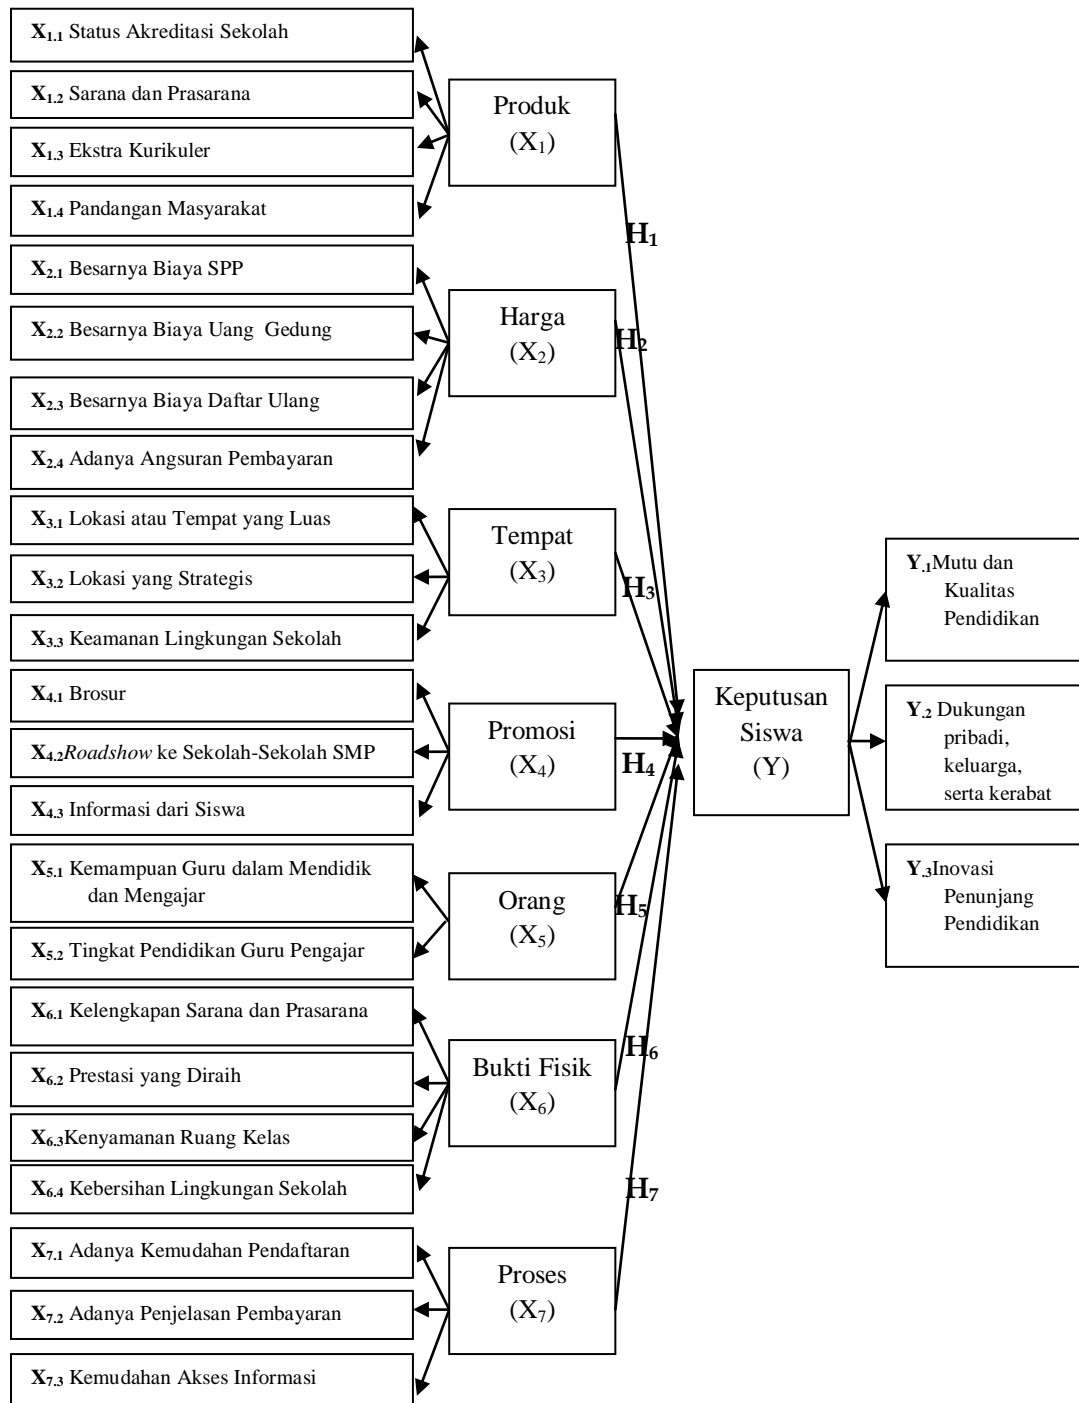 X1.1 Status Akreditasi Sekolah
X1.2 Sarana dan Prasarana
X1.3 Ekstra Kurikuler
X1.4 Pandangan Masyarakat
Produk
(X1)
H1
X2.1 Besarnya Biaya SPP
X2.2 Besarnya Biaya Uang Gedung
X2.3 Besarnya Biaya Daftar Ulang
X2.4 Adanya Angsuran Pembayaran
Harga
(X2)
H2
X3.1 Lokasi atau Tempat yang Luas
X3.2 Lokasi yang Strategis
X3.3 Keamanan Lingkungan Sekolah
Tempat
(X3)
H3
X4.1 Brosur
X4.2Roadshow ke Sekolah-Sekolah SMP
X4.3 Informasi dari Siswa
Promosi
(X4)
H4
X5.1 Kemampuan Guru dalam Mendidik
dan Mengajar
X5.2 Tingkat Pendidikan Guru Pengajar
Orang
(X5)
H5
X6.1 Kelengkapan Sarana dan Prasarana
X6.2 Prestasi yang Diraih
X6.3Kenyamanan Ruang Kelas
X6.4 Kebersihan Lingkungan Sekolah
Bukti Fisik
(X6)
H6
X7.1 Adanya Kemudahan Pendaftaran
X7.2 Adanya Penjelasan Pembayaran
X7.3 Kemudahan Akses Informasi
Proses
(X7)
H7
Keputusan
Siswa
(Y)
Y.1Mutu dan
Kualitas
Pendidikan
Y.2 Dukungan
pribadi,
keluarga,
serta kerabat
Y.3Inovasi
Penunjang
Pendidikan